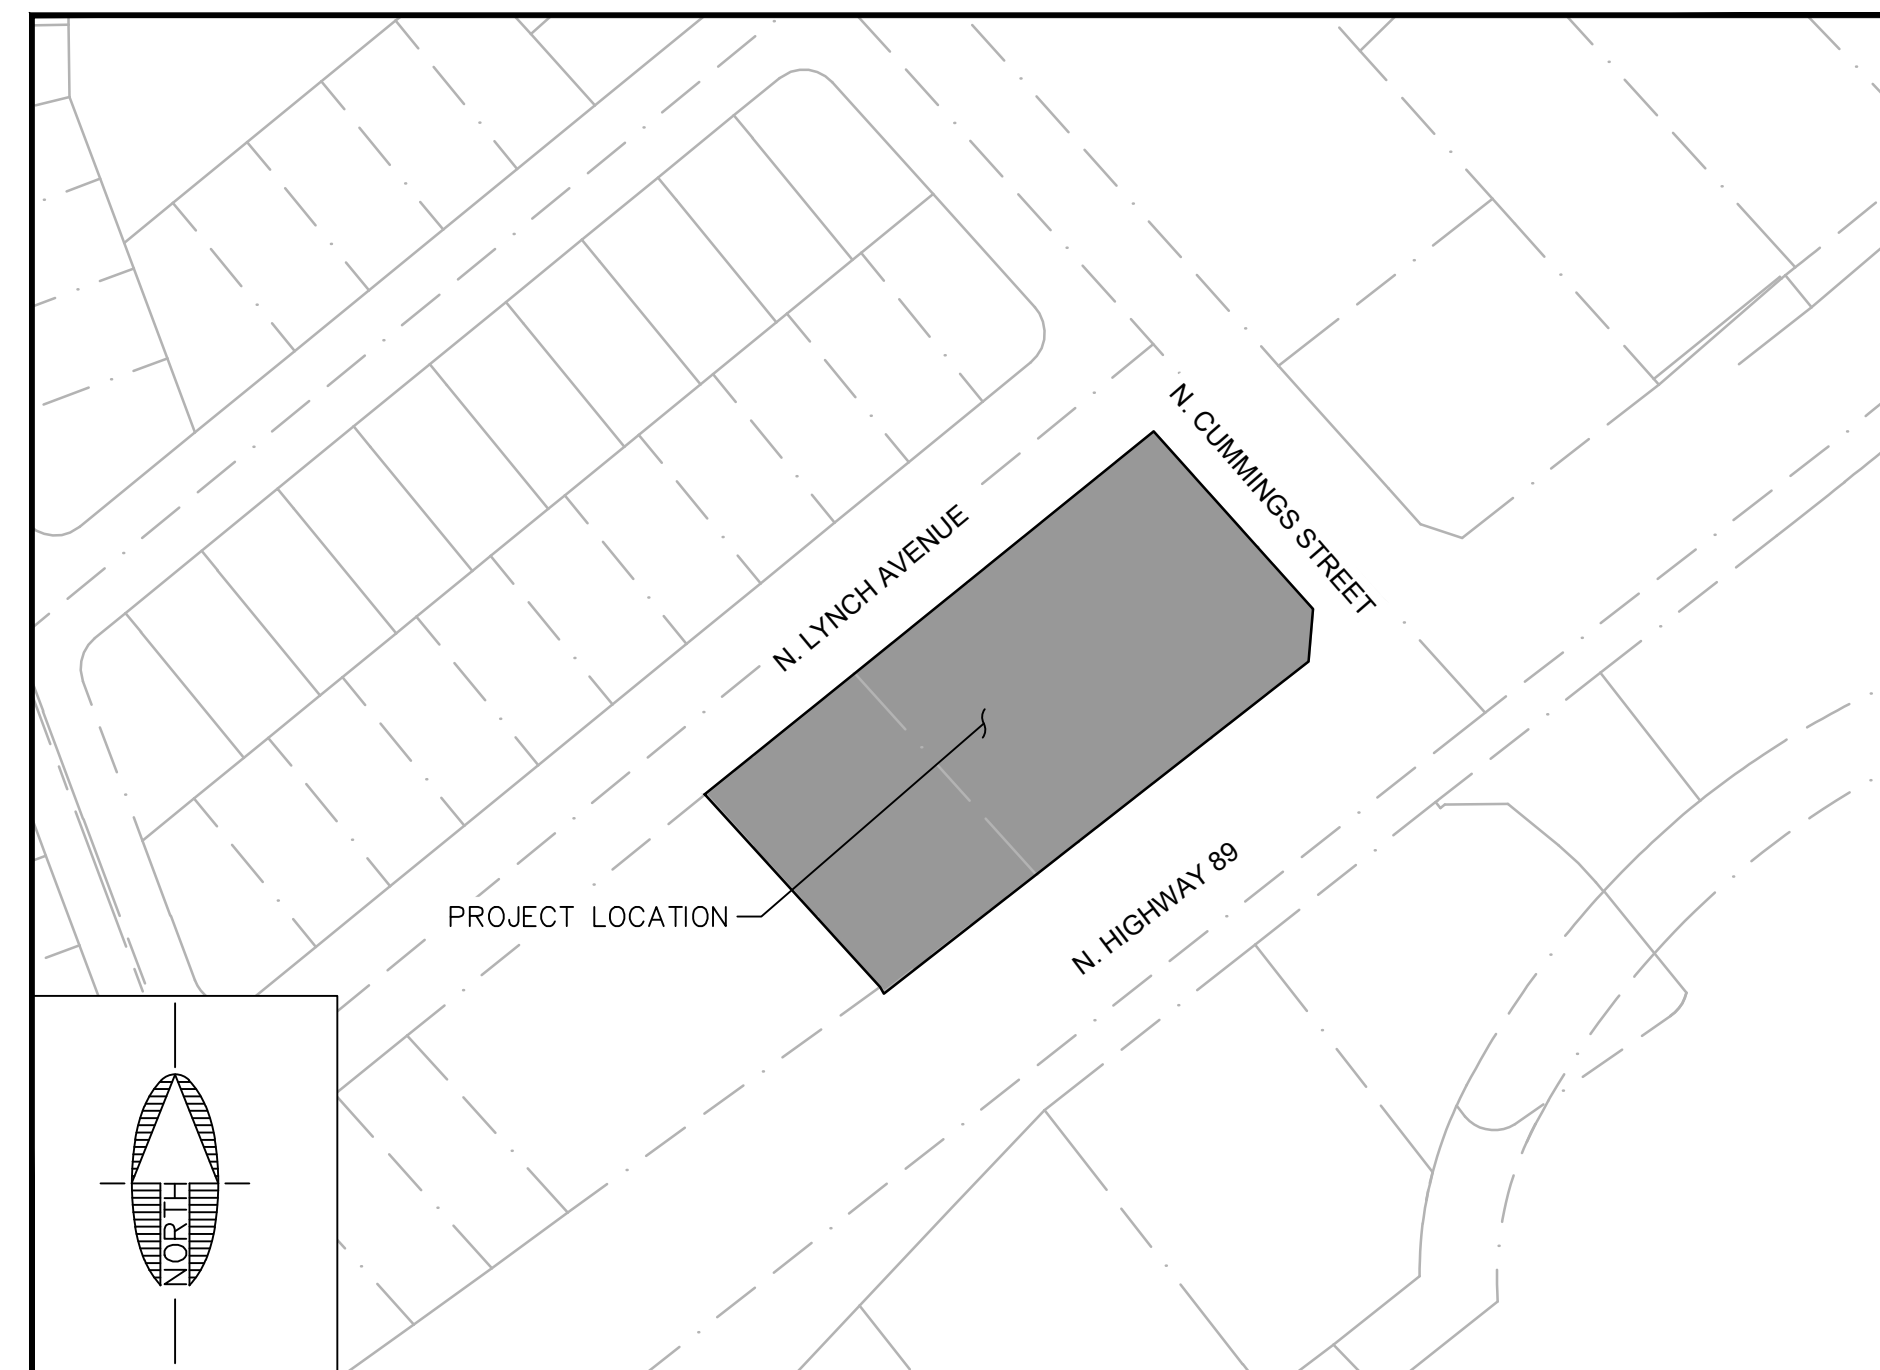 N. CUMMINGS STREET
N. LYNCH AVENUE
N. HIGHWAY 89
PROJECT LOCATION
NORTH